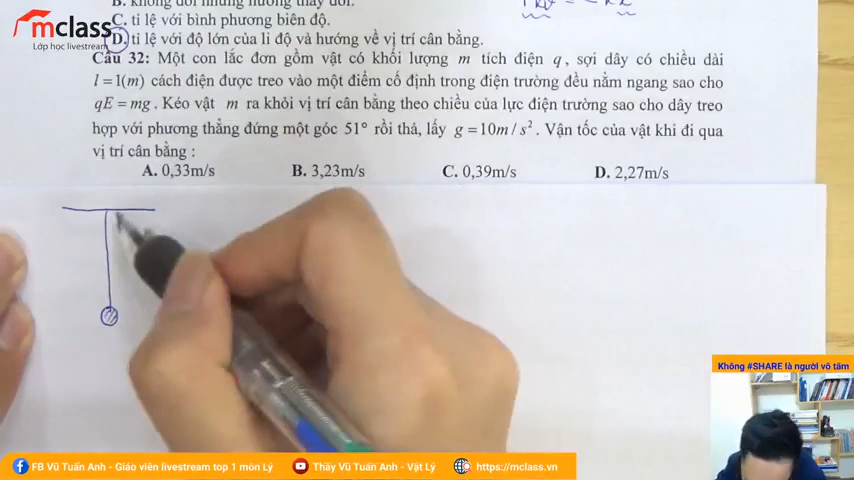 B. không đổi nhưng hướng thay đổi.
C. tỉ lệ với bình phương biên độ.
D. tỉ lệ với độ lớn của li độ và hướng về vị trí cân bằng.
mclass
Lớp học livestream
Câu 32: Một con lắc đơn gồm vật có khối lượng m tích điện q, sợi dây có chiều dài
l = 1(m) cách điện được treo vào một điểm cố định trong điện trường đều nằm ngang sao cho
qE = mg. Kéo vật m ra khỏi vị trí cân bằng theo chiều của lực điện trường sao cho dây treo
hợp với phương thẳng đứng một góc 51° rồi thả, lấy g = 10m/s². Vận tốc của vật khi đi qua
vị trí cân bằng :
A. 0,33m/s B. 3,23m/s C. 0,39m/s D. 2,27m/s
Không #SHARE là người vô tâm
FB Vũ Tuấn Anh - Giáo viên livestream top 1 môn Lý
Thầy Vũ Tuấn Anh - Vật Lý
https://mclass.vn